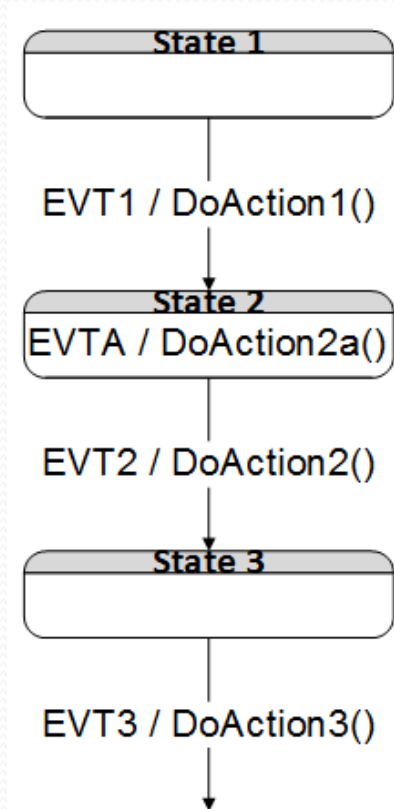 State 1
EVT1 / DoAction1()
State 2
EVTA / DoAction2a()
EVT2 / DoAction2()
State 3
EVT3 / DoAction3()